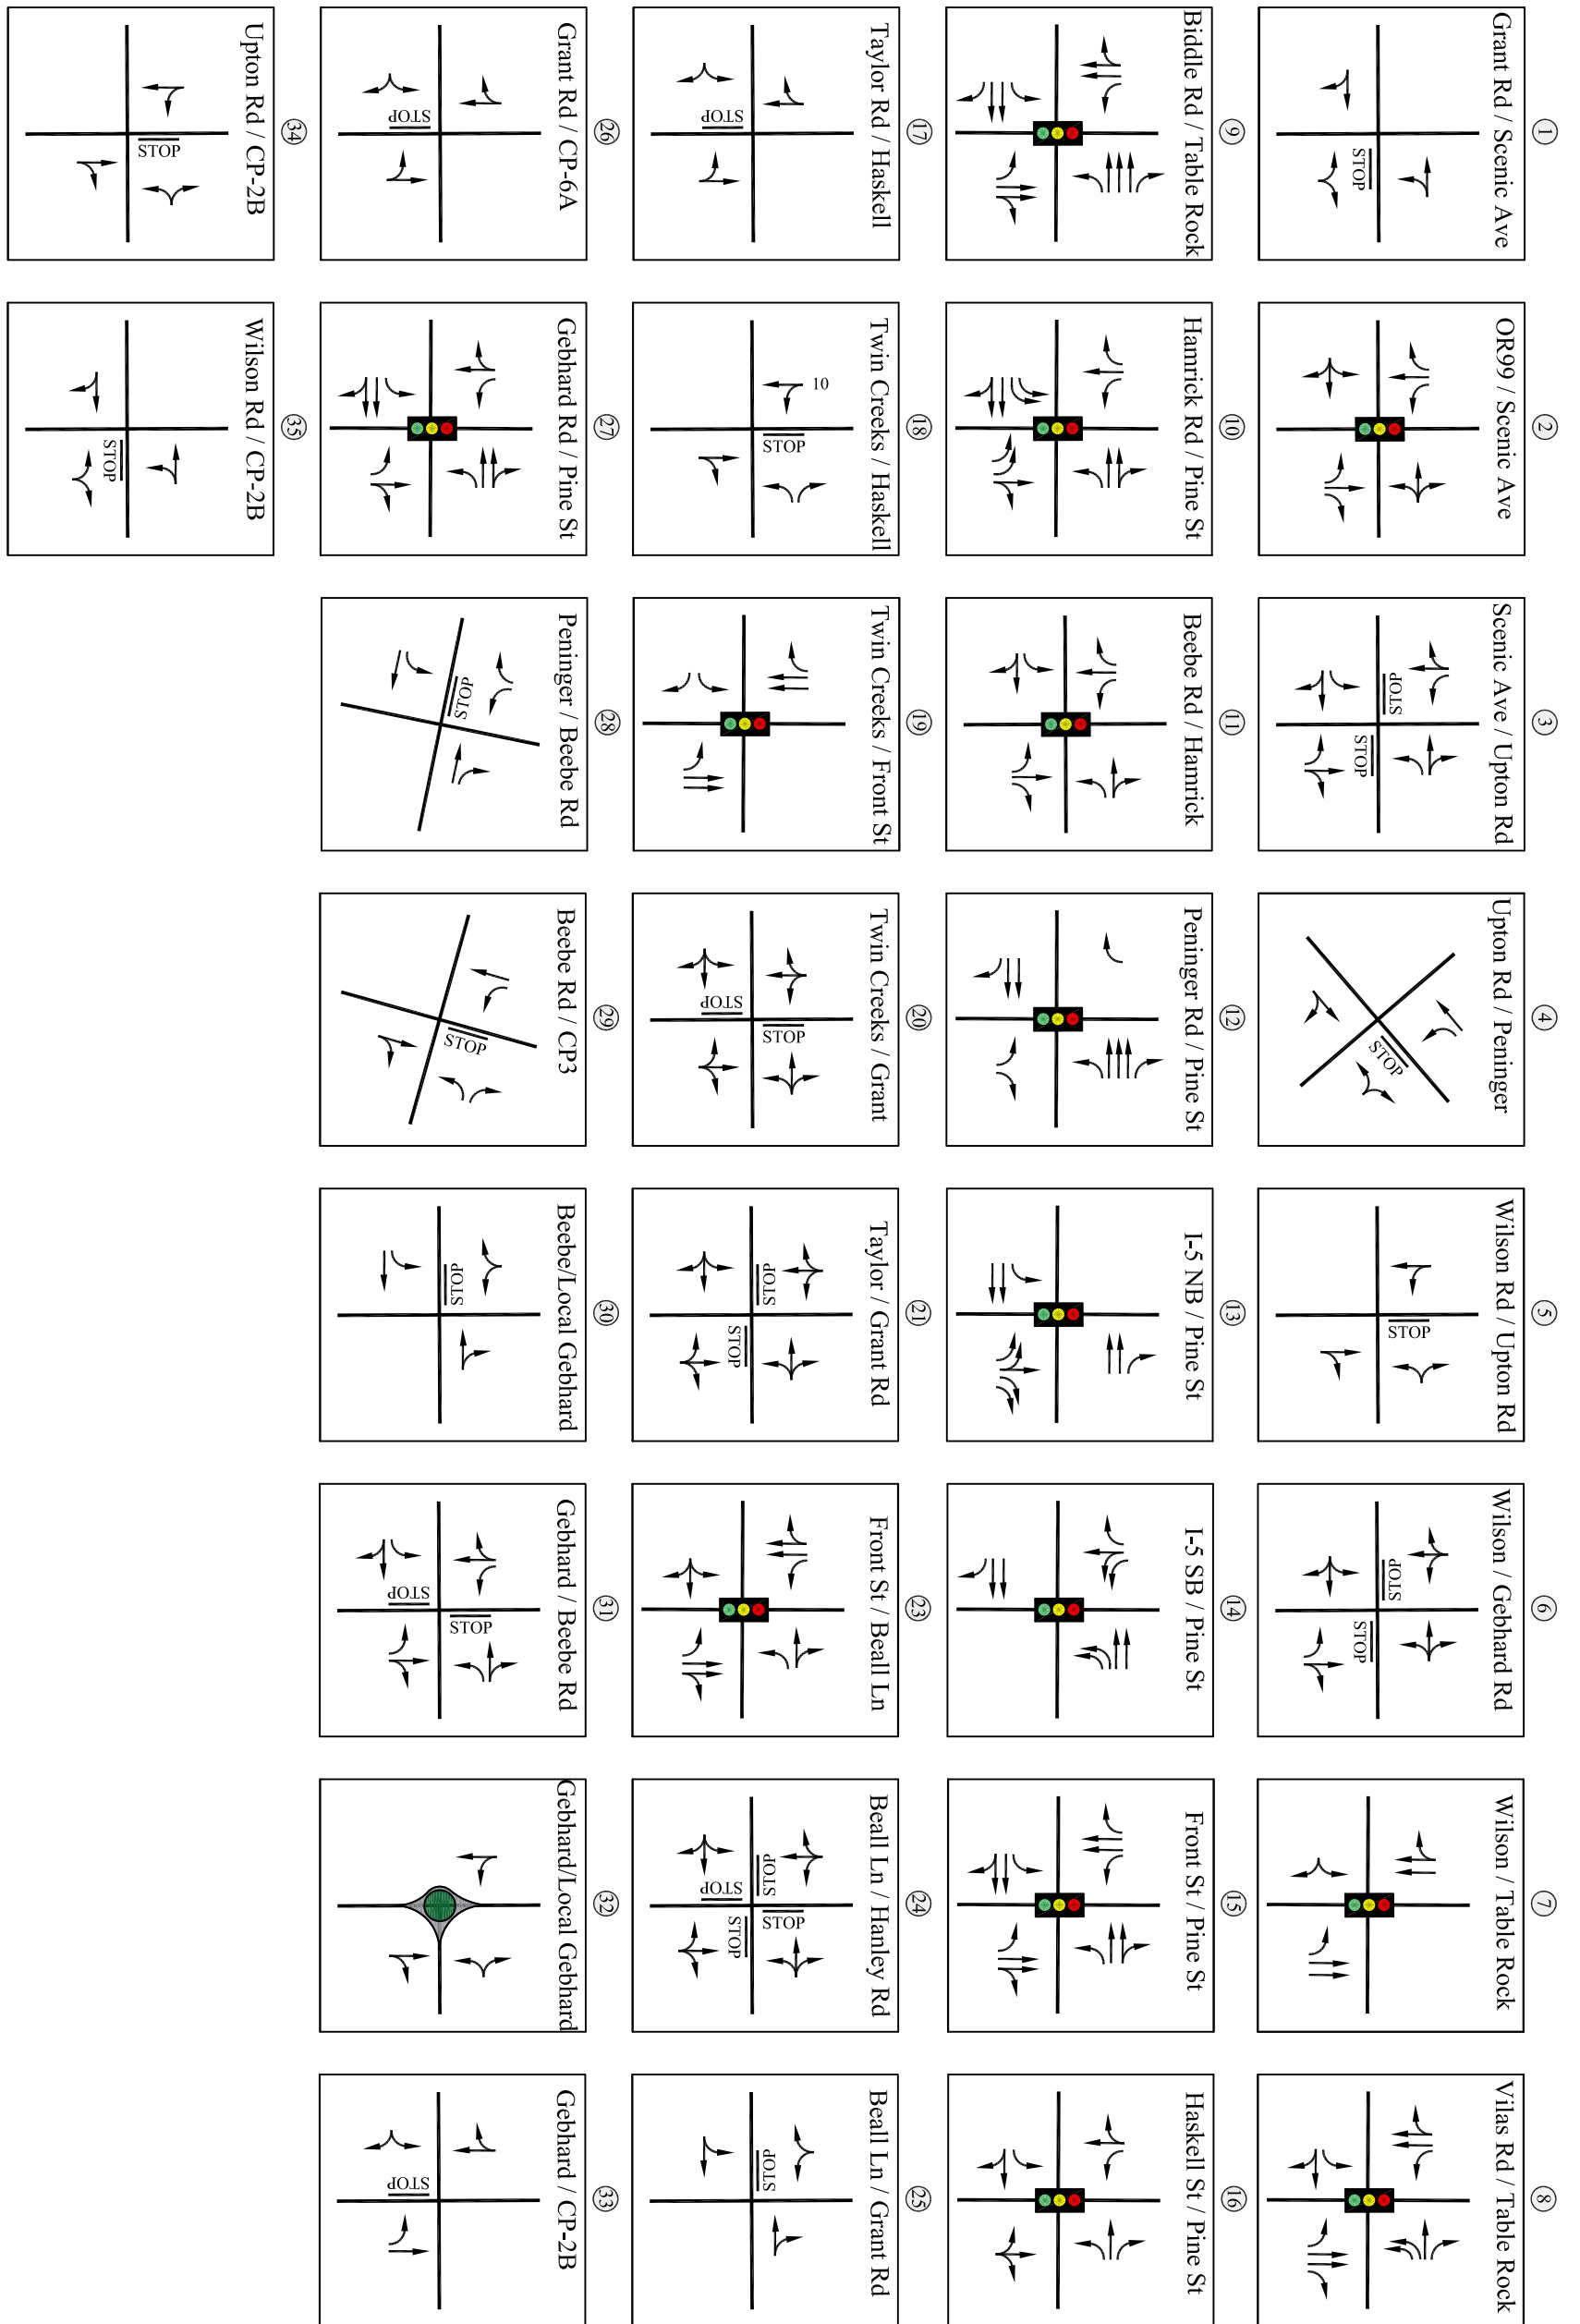 1
Grant Rd / Scenic Ave
STOP
2
OR99 / Scenic Ave
3
Scenic Ave / Upton Rd
STOP
STOP
4
Upton Rd / Peninger
STOP
5
Wilson Rd / Upton Rd
STOP
6
Wilson / Gebhard Rd
STOP
STOP
7
Wilson / Table Rock
8
Vilas Rd / Table Rock
9
Biddle Rd / Table Rock
10
Hamrick Rd / Pine St
11
Beebe Rd / Hamrick
12
Peninger Rd / Pine St
13
I-5 NB / Pine St
14
I-5 SB / Pine St
15
Front St / Pine St
16
Haskell St / Pine St
17
Taylor Rd / Haskell
STOP
18
Twin Creeks / Haskell
10
STOP
19
Twin Creeks / Front St
20
Twin Creeks / Grant
STOP
STOP
21
Taylor / Grant Rd
STOP
STOP
23
Front St / Beall Ln
24
Beall Ln / Hanley Rd
STOP
STOP
STOP
STOP
25
Beall Ln / Grant Rd
STOP
26
Grant Rd / CP-6A
STOP
27
Gebhard Rd / Pine St
28
Peninger / Beebe Rd
STOP
29
Beebe Rd / CP3
STOP
30
Beebe/Local Gebhard
STOP
31
Gebhard / Beebe Rd
STOP
STOP
32
Gebhard/Local Gebhard
33
Gebhard / CP-2B
STOP
34
Upton Rd / CP-2B
STOP
35
Wilson Rd / CP-2B
STOP